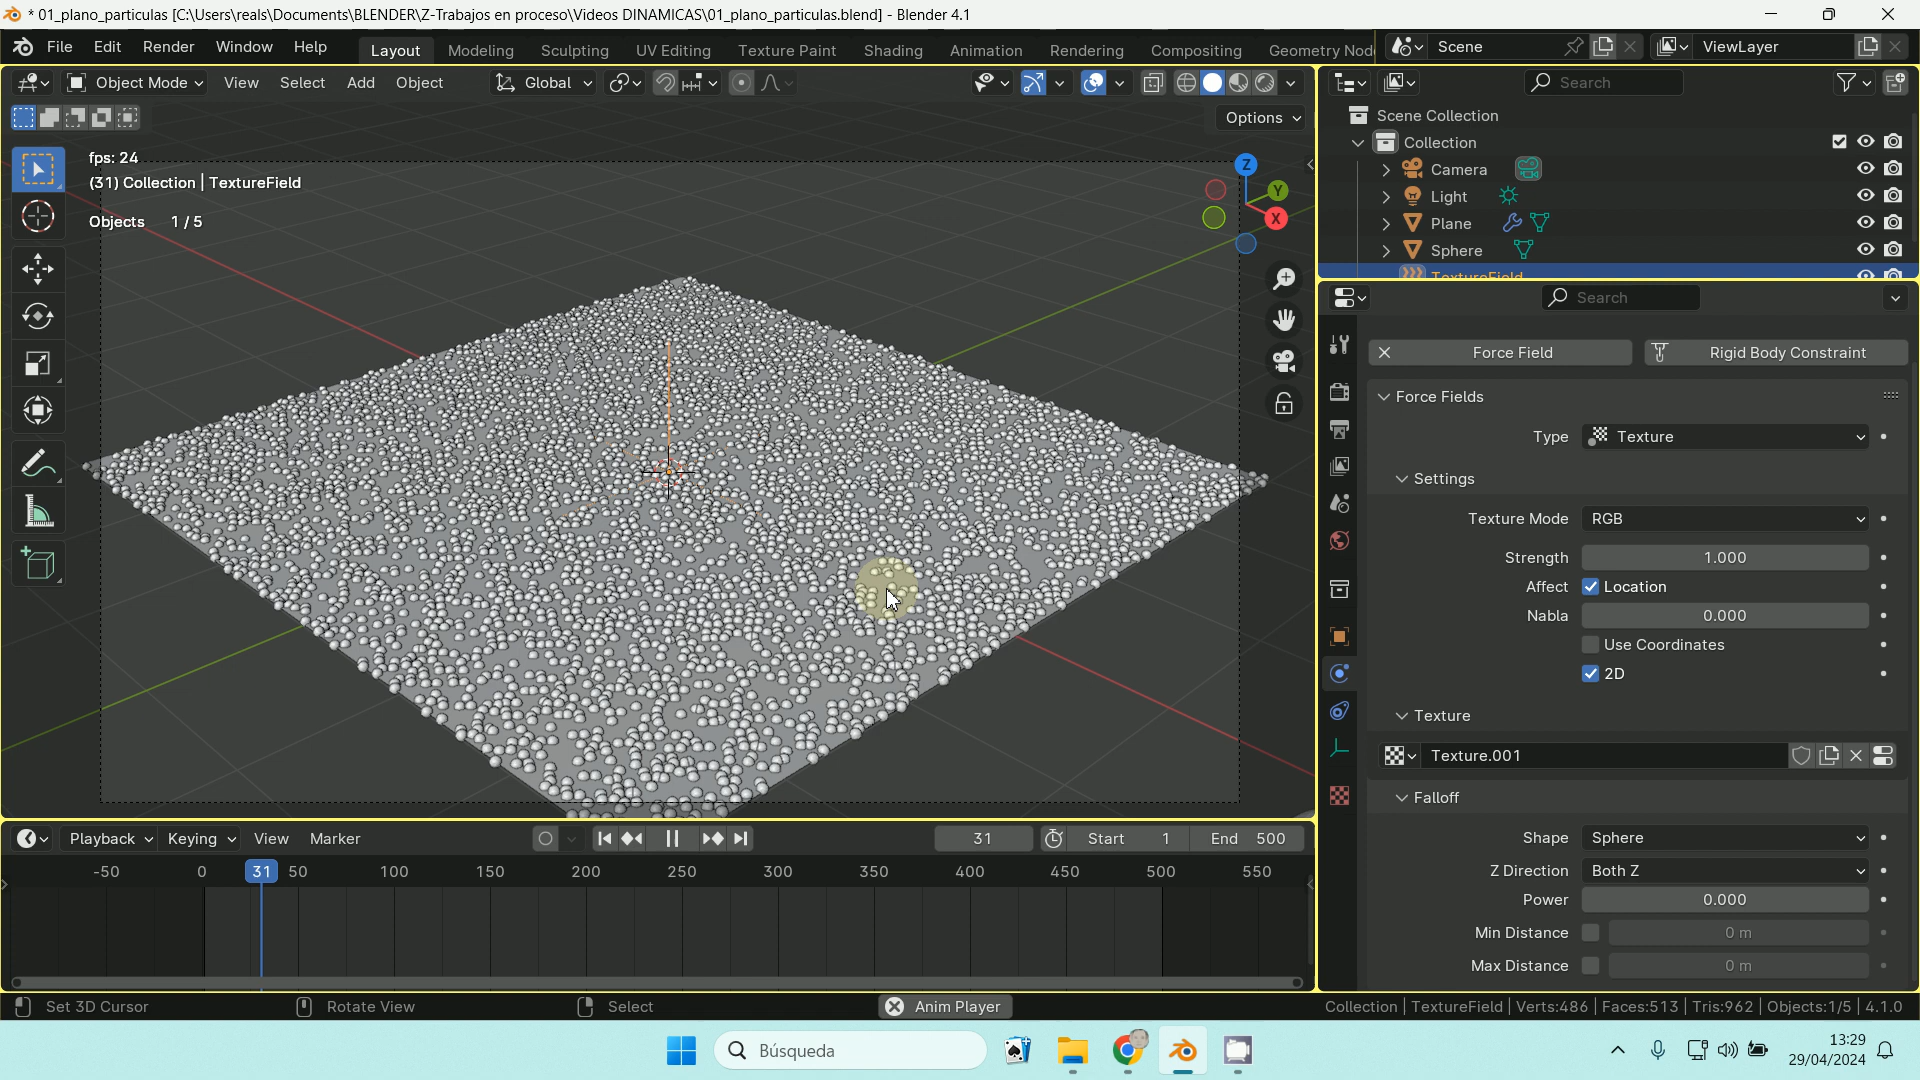 * 01_plano_particulas [C:\Users\reals\Documents\BLENDER\Z-Trabajos en proceso\Videos DINAMICAS\01_plano_particulas.blend] - Blender 4.1
File Edit Render Window Help Layout Modeling Sculpting UV Editing Texture Paint Shading Animation Rendering Compositing Geometry Nod Scene ViewLayer
Object Mode View Select Add Object Global Search
Options
fps: 24
(31) Collection | TextureField
Objects 1 / 5
Z
Y
X
Scene Collection
Collection
Camera
Light
Plane
Sphere
TextureField
Search
Force Field Rigid Body Constraint
Force Fields
Type Texture
Settings
Texture Mode RGB
Strength 1.000
Affect Location
Nabla 0.000
Use Coordinates
2D
Texture
Texture.001
Falloff
Shape Sphere
Z Direction Both Z
Power 0.000
Min Distance 0 m
Max Distance 0 m
Playback Keying View Marker 31 Start 1 End 500
-50 0 31 50 100 150 200 250 300 350 400 450 500 550
Set 3D Cursor Rotate View Select Anim Player Collection | TextureField | Verts:486 | Faces:513 | Tris:962 | Objects:1/5 | 4.1.0
Búsqueda
13:29
29/04/2024